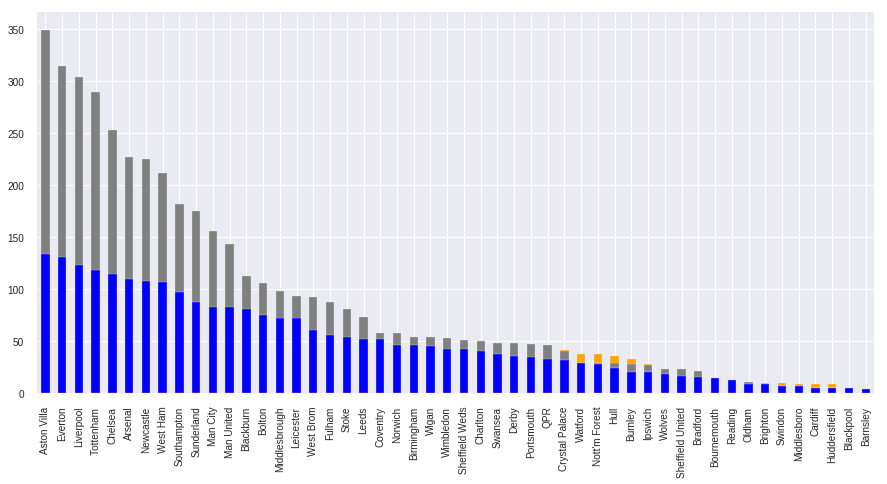 350
300
250
200
150
100
50
0
Aston Villa
Everton
Liverpool
Tottenham
Chelsea
Arsenal
Newcastle
West Ham
Southampton
Sunderland
Man City
Man United
Blackburn
Bolton
Middlesbrough
Leicester
West Brom
Fulham
Stoke
Leeds
Coventry
Norwich
Birmingham
Wigan
Wimbledon
Sheffield Weds
Charlton
Swansea
Derby
Portsmouth
QPR
Crystal Palace
Watford
Nott'm Forest
Hull
Burnley
Ipswich
Wolves
Sheffield United
Bradford
Bournemouth
Reading
Oldham
Brighton
Swindon
Middlesboro
Cardiff
Huddersfield
Blackpool
Barnsley